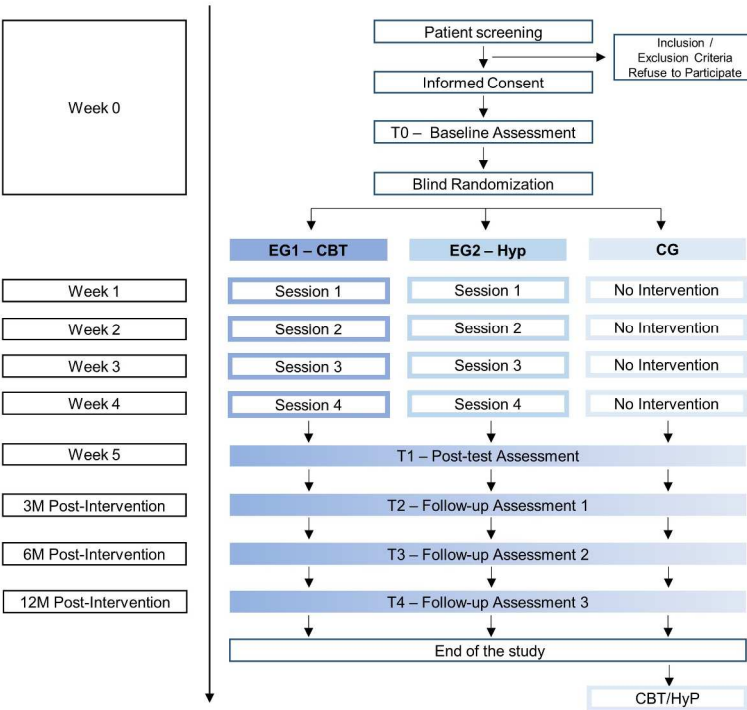 Patient screening
Inclusion /
Exclusion Criteria
Refuse to Participate
Week 0
Informed Consent
T0 – Baseline Assessment
Blind Randomization
EG1 – CBT
EG2 – Hyp
CG
Week 1
Session 1
Session 1
No Intervention
Week 2
Session 2
Session 2
No Intervention
Week 3
Session 3
Session 3
No Intervention
Week 4
Session 4
Session 4
No Intervention
Week 5
T1 – Post-test Assessment
3M Post-Intervention
T2 – Follow-up Assessment 1
6M Post-Intervention
T3 – Follow-up Assessment 2
12M Post-Intervention
T4 – Follow-up Assessment 3
End of the study
CBT/HyP